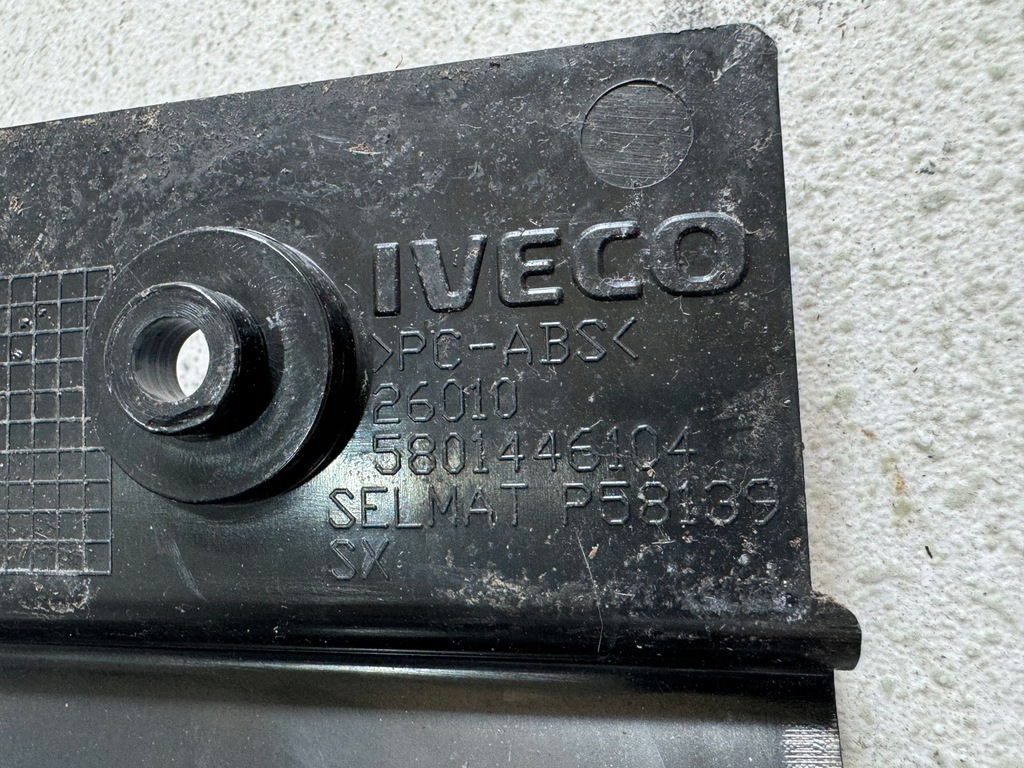 IVECO
>PC-ABS<
26010
5801446104
SELMAT P58139
SX